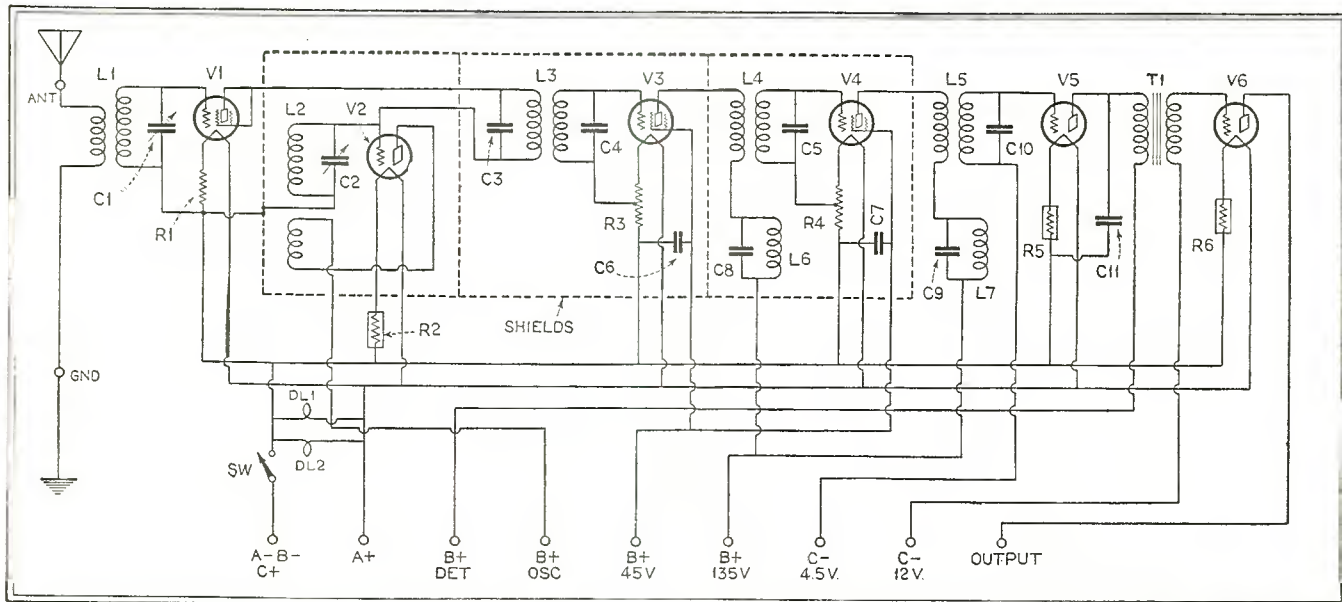 L1 V1 L3 V3 L4 V4 L5 V5 T1 V6
ANT
L2 V2
C1 C2 C3 C4 C5 C10
R1 R3 R4 C7 R5 R6
C6 C8 L6 C9 L7 C11
R2 SHIELDS
GND
DL1
DL2
SW
A-B-
C+
A+
B+
DET
B+
OSC
B+
45V
B+
135V
C-
4.5V.
C-
12V.
OUTPUT